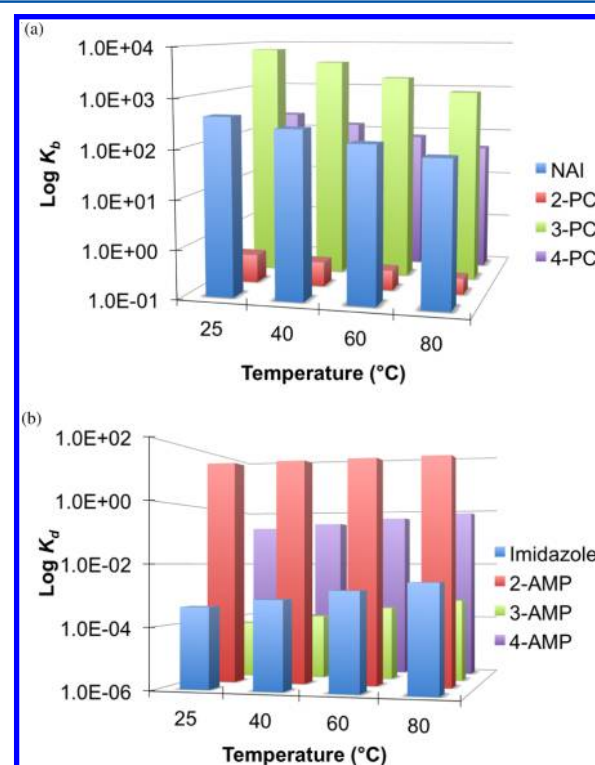 (a)
1.0E+04
1.0E+03
1.0E+02
1.0E+01
1.0E+00
1.0E-01
Log Kb
25 40 60 80
Temperature (°C)
NAI
2-PC
3-PC
4-PC
(b)
1.0E+02
1.0E+00
1.0E-02
1.0E-04
1.0E-06
Log Kd
25 40 60 80
Temperature (°C)
Imidazole
2-AMP
3-AMP
4-AMP